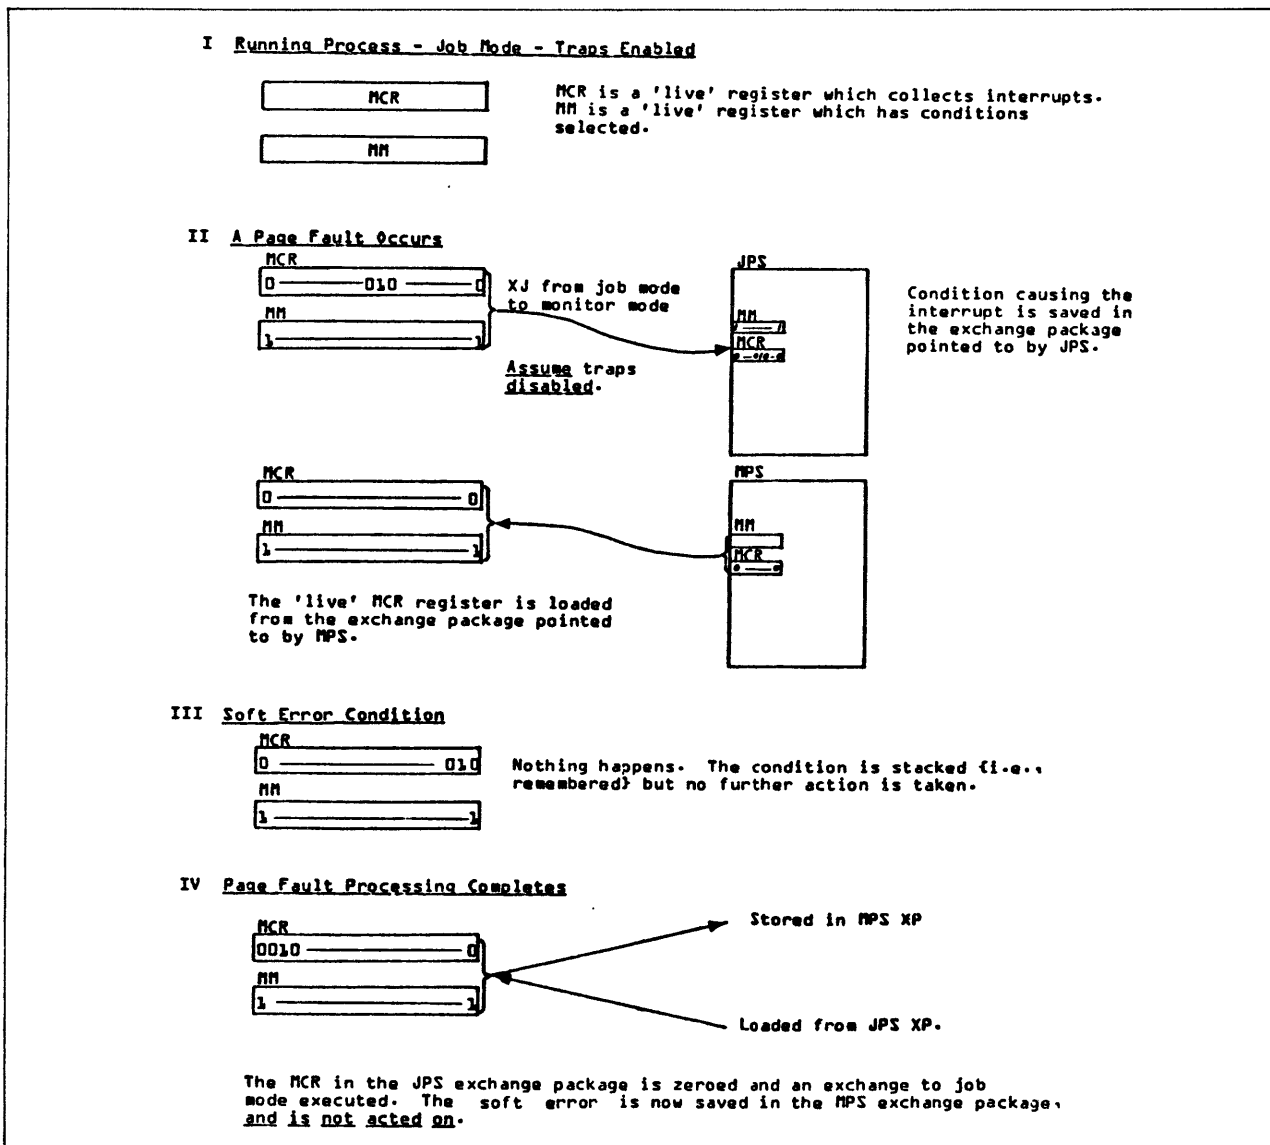 I Running Process - Job Mode - Traps Enabled
MCR
MCR is a 'live' register which collects interrupts.
MM is a 'live' register which has conditions
selected.
MM
II A Page Fault Occurs
MCR
0 010 0
MM
1 1
XJ from job mode
to monitor mode
Assume traps
disabled.
JPS
MM
1 1
MCR
0 010 0
Condition causing the
interrupt is saved in
the exchange package
pointed to by JPS.
MCR
0 0
MM
1 1
MPS
MM
MCR
0 0
The 'live' MCR register is loaded
from the exchange package pointed
to by MPS.
III Soft Error Condition
MCR
0 010
MM
1 1
Nothing happens. The condition is stacked {i.e.,
remembered} but no further action is taken.
IV Page Fault Processing Completes
MCR
0010 0
MM
1 1
Stored in MPS XP
Loaded from JPS XP.
The MCR in the JPS exchange package is zeroed and an exchange to job
mode executed. The soft error is now saved in the MPS exchange package,
and is not acted on.